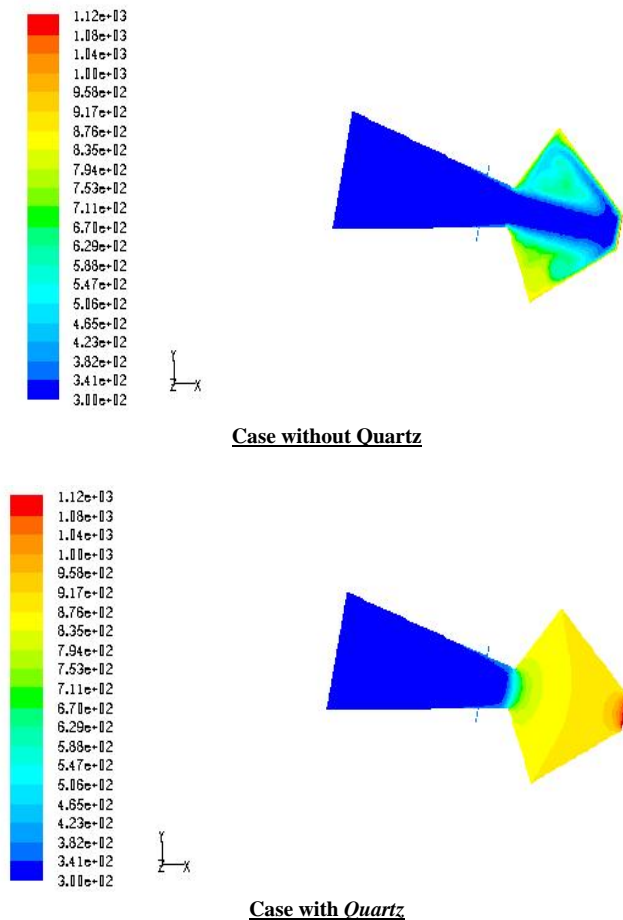 1.12e+03
1.08e+03
1.04e+03
1.00e+03
9.58e+02
9.17e+02
8.76e+02
8.35e+02
7.94e+02
7.53e+02
7.11e+02
6.70e+02
6.29e+02
5.88e+02
5.47e+02
5.06e+02
4.65e+02
4.23e+02
3.82e+02
3.41e+02
3.00e+02
Y
Z X
Case without Quartz
1.12e+03
1.08e+03
1.04e+03
1.00e+03
9.58e+02
9.17e+02
8.76e+02
8.35e+02
7.94e+02
7.53e+02
7.11e+02
6.70e+02
6.29e+02
5.88e+02
5.47e+02
5.06e+02
4.65e+02
4.23e+02
3.82e+02
3.41e+02
3.00e+02
Y
Z X
Case with Quartz